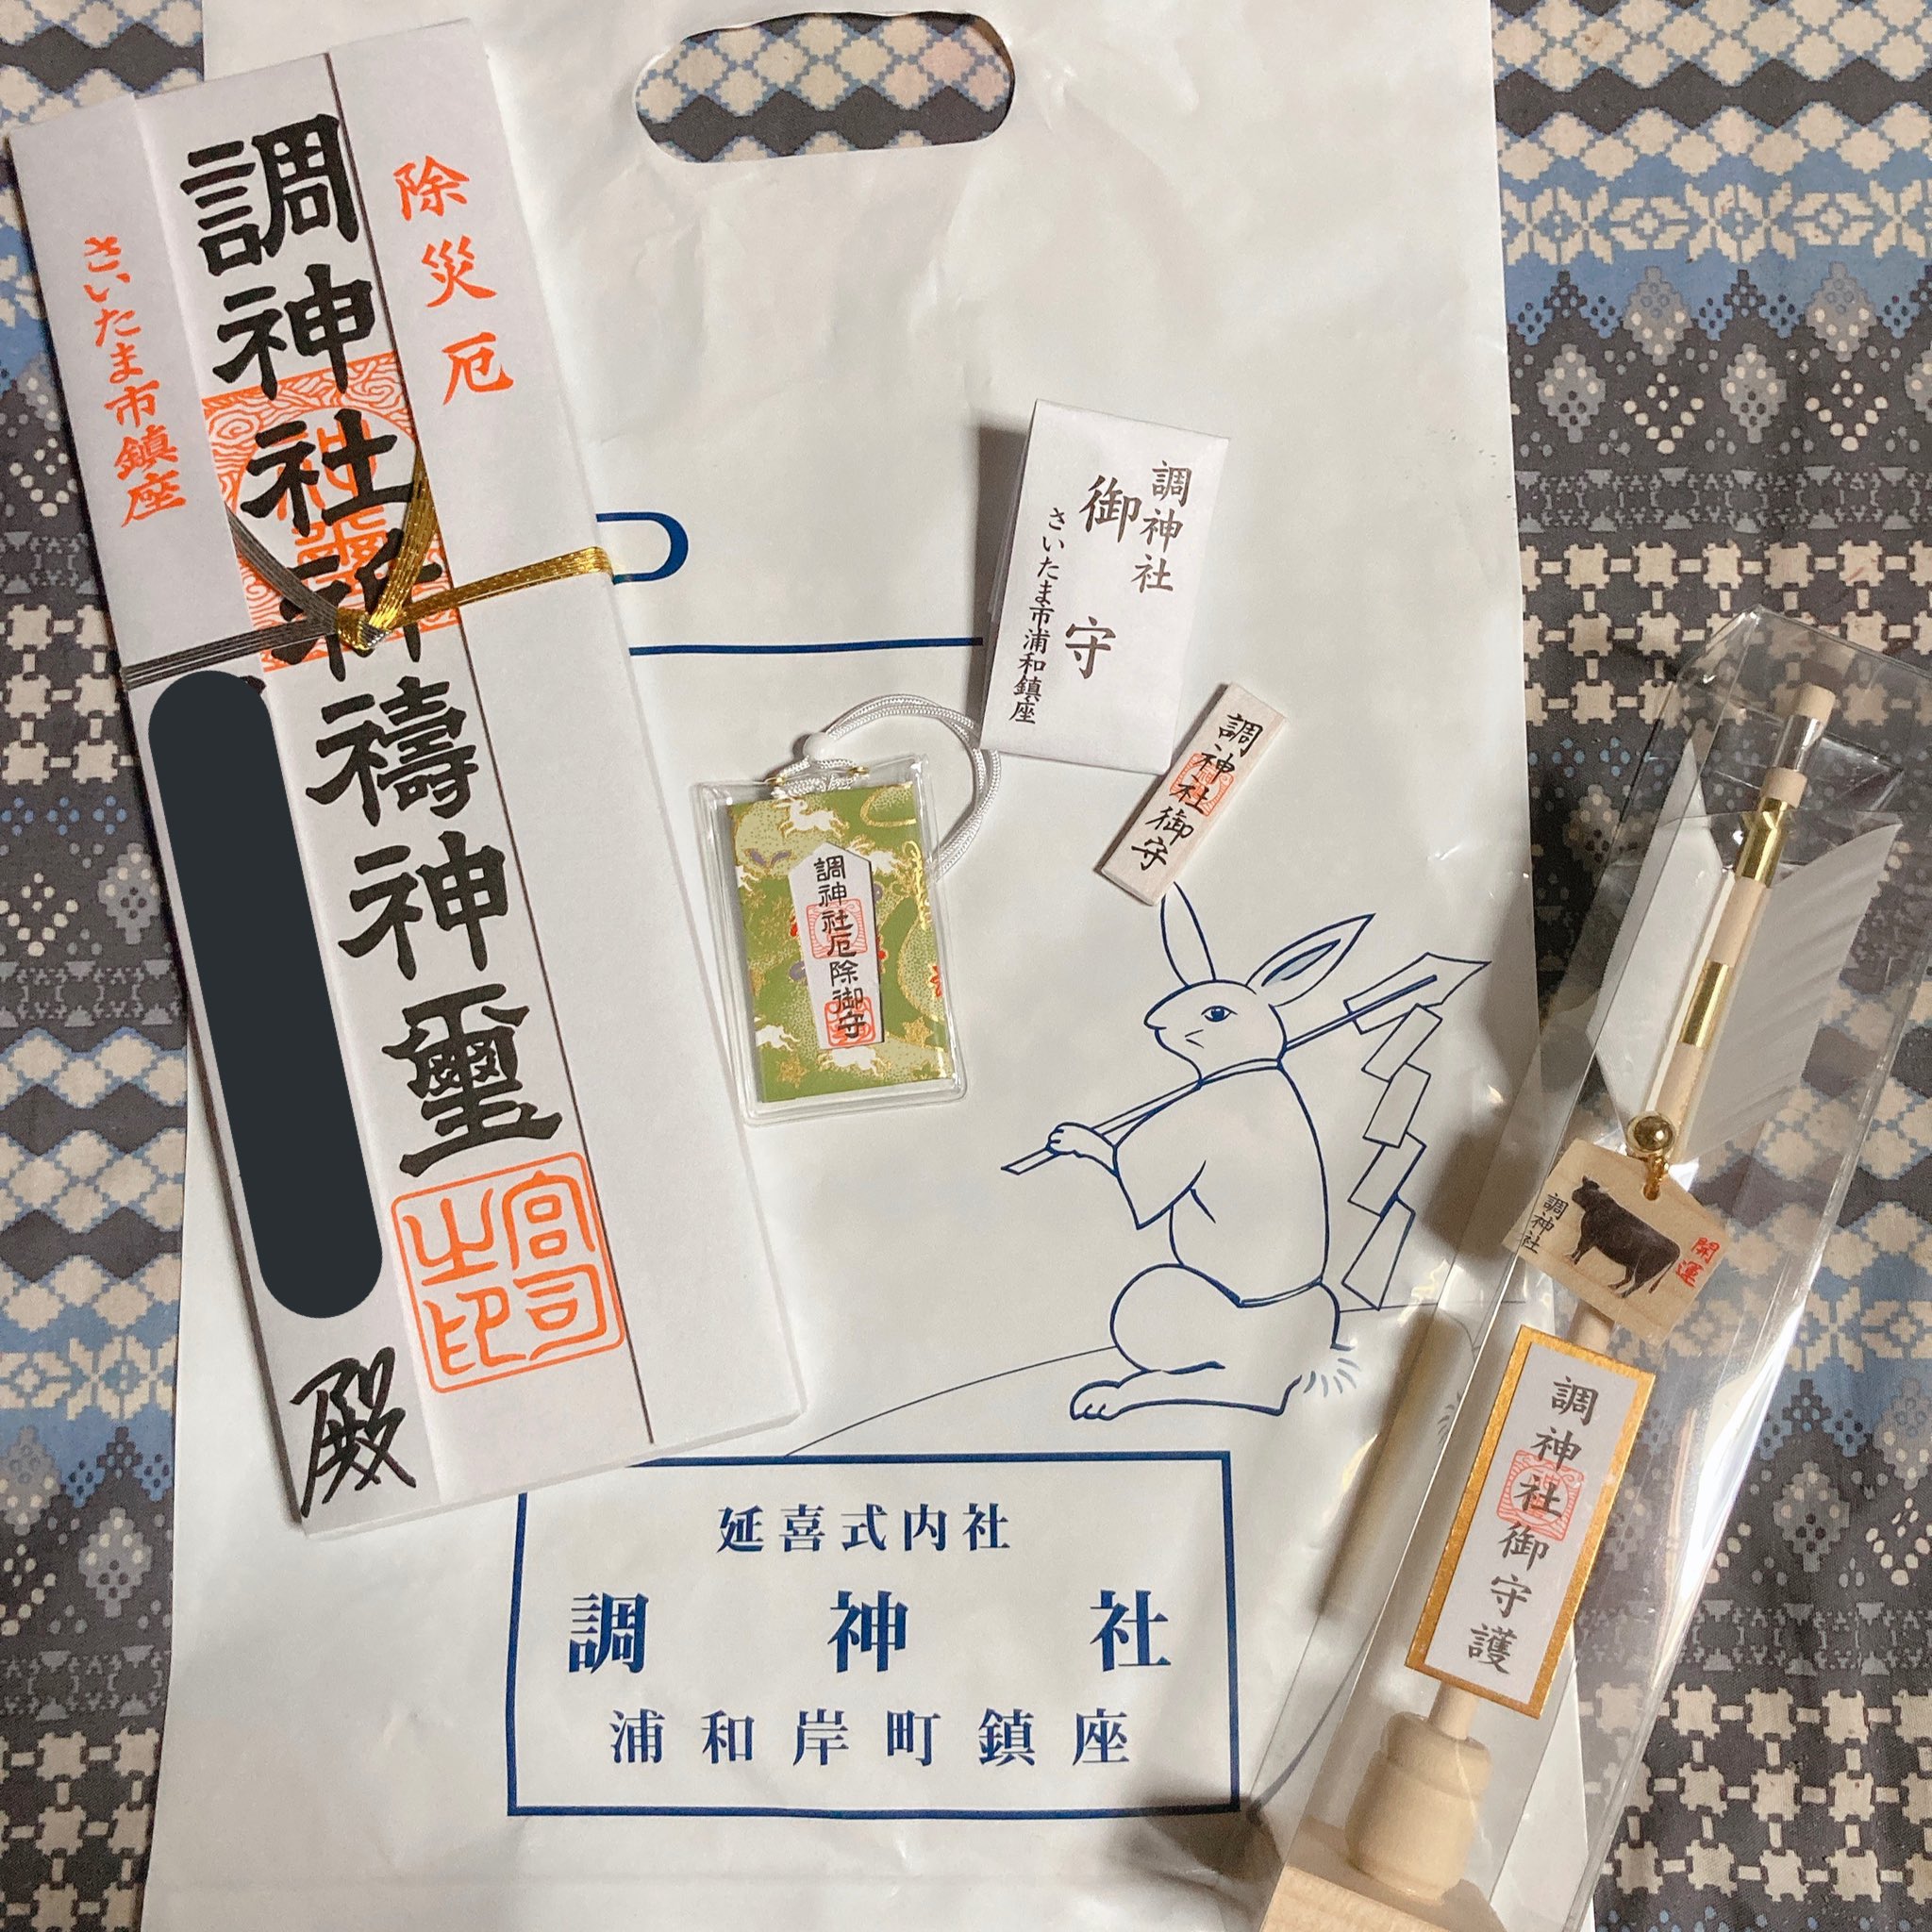 除災厄
調神社祈禱神璽
さいたま市鎮座
宮司之印
殿
調神社
御守
さいたま市浦和鎮座
調神社御守
調神社厄除御守
開運
調神社
調神社御守護
延喜式内社
調神社
浦和岸町鎮座